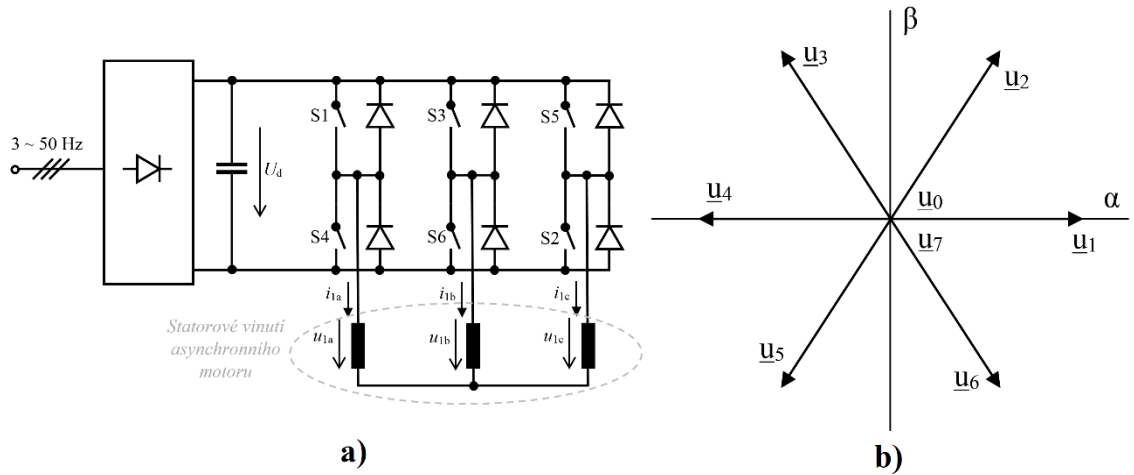 3 ~ 50 Hz
U_d
S1
S3
S5
S4
S6
S2
i_1a
i_1b
i_1c
u_1a
u_1b
u_1c
Statorové vinutí
asynchronního
motoru
a)
β
u_3
u_2
u_4
u_0
α
u_7
u_1
u_5
u_6
b)